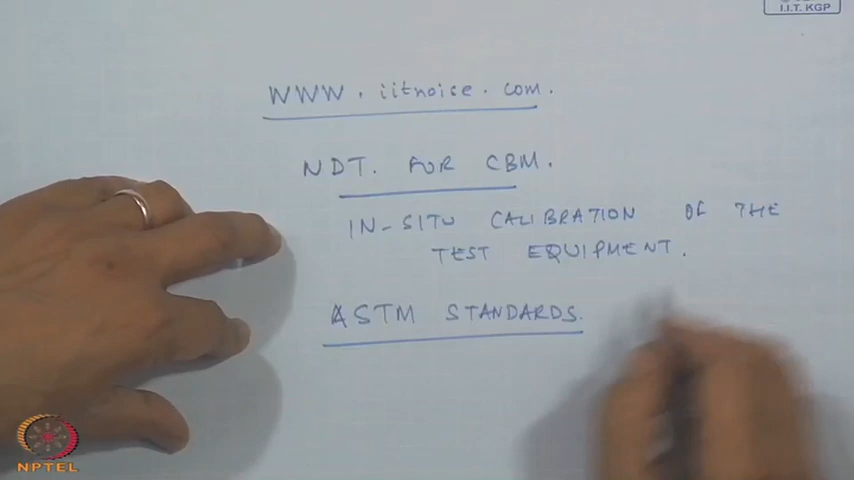 I.I.T. KGP
WWW. iitnoise. com.
NDT. FOR CBM.
IN-SITU CALIBRATION OF THE
TEST EQUIPMENT.
ASTM STANDARDS.
NPTEL